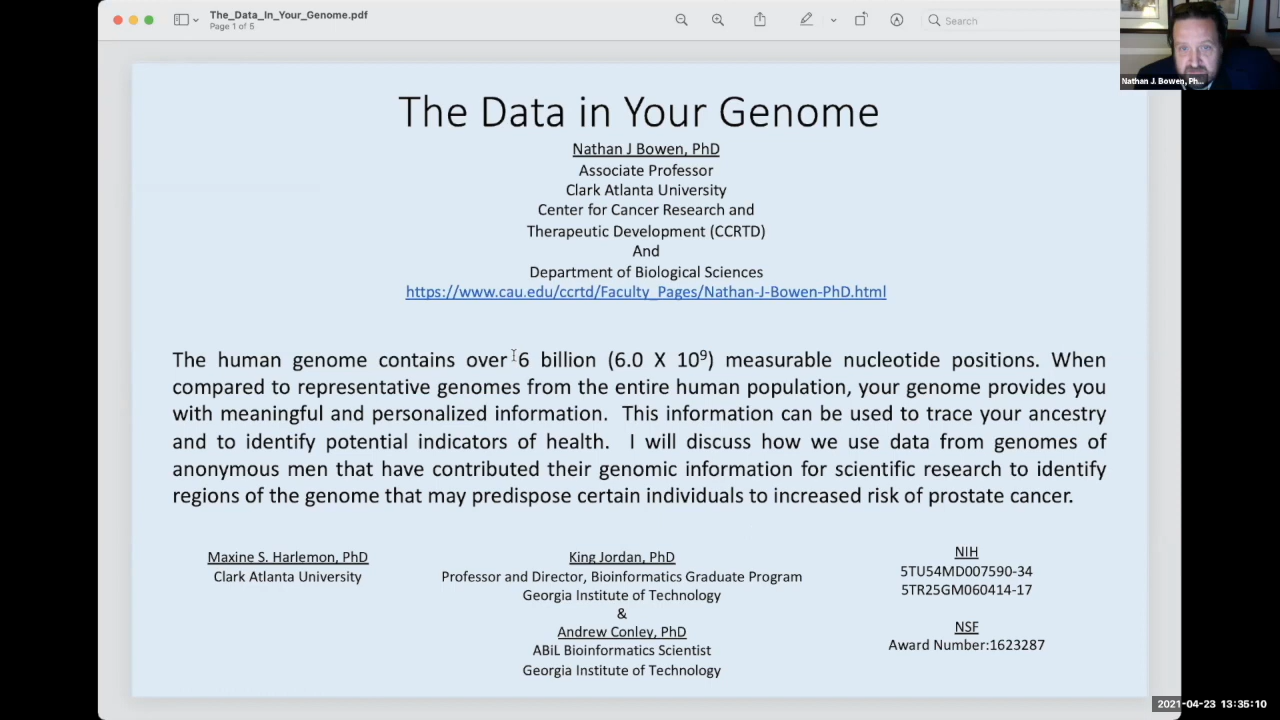 The_Data_In_Your_Genome.pdf
Page 1 of 5
Search
Nathan J. Bowen, Ph...
The Data in Your Genome
Nathan J Bowen, PhD
Associate Professor
Clark Atlanta University
Center for Cancer Research and
Therapeutic Development (CCRTD)
And
Department of Biological Sciences
https://www.cau.edu/ccrtd/Faculty_Pages/Nathan-J-Bowen-PhD.html
The human genome contains over 6 billion (6.0 X 10⁹) measurable nucleotide positions. When
compared to representative genomes from the entire human population, your genome provides you
with meaningful and personalized information. This information can be used to trace your ancestry
and to identify potential indicators of health. I will discuss how we use data from genomes of
anonymous men that have contributed their genomic information for scientific research to identify
regions of the genome that may predispose certain individuals to increased risk of prostate cancer.
Maxine S. Harlemon, PhD
Clark Atlanta University
King Jordan, PhD
Professor and Director, Bioinformatics Graduate Program
Georgia Institute of Technology
&
Andrew Conley, PhD
ABiL Bioinformatics Scientist
Georgia Institute of Technology
NIH
5TU54MD007590-34
5TR25GM060414-17
NSF
Award Number:1623287
2021-04-23 13:35:10